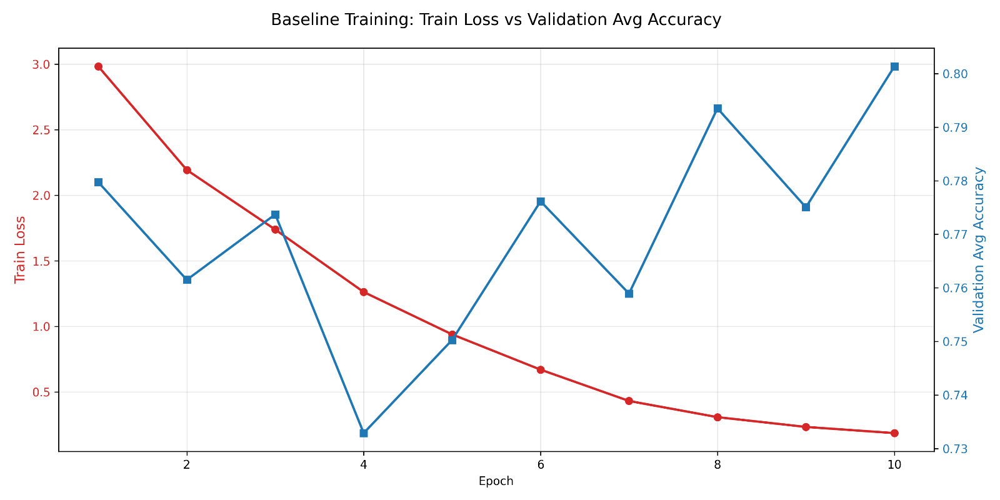 Baseline Training: Train Loss vs Validation Avg Accuracy
3.0
2.5
2.0
1.5
1.0
0.5
Train Loss
0.80
0.79
0.78
0.77
0.76
0.75
0.74
0.73
Validation Avg Accuracy
2 4 6 8 10
Epoch